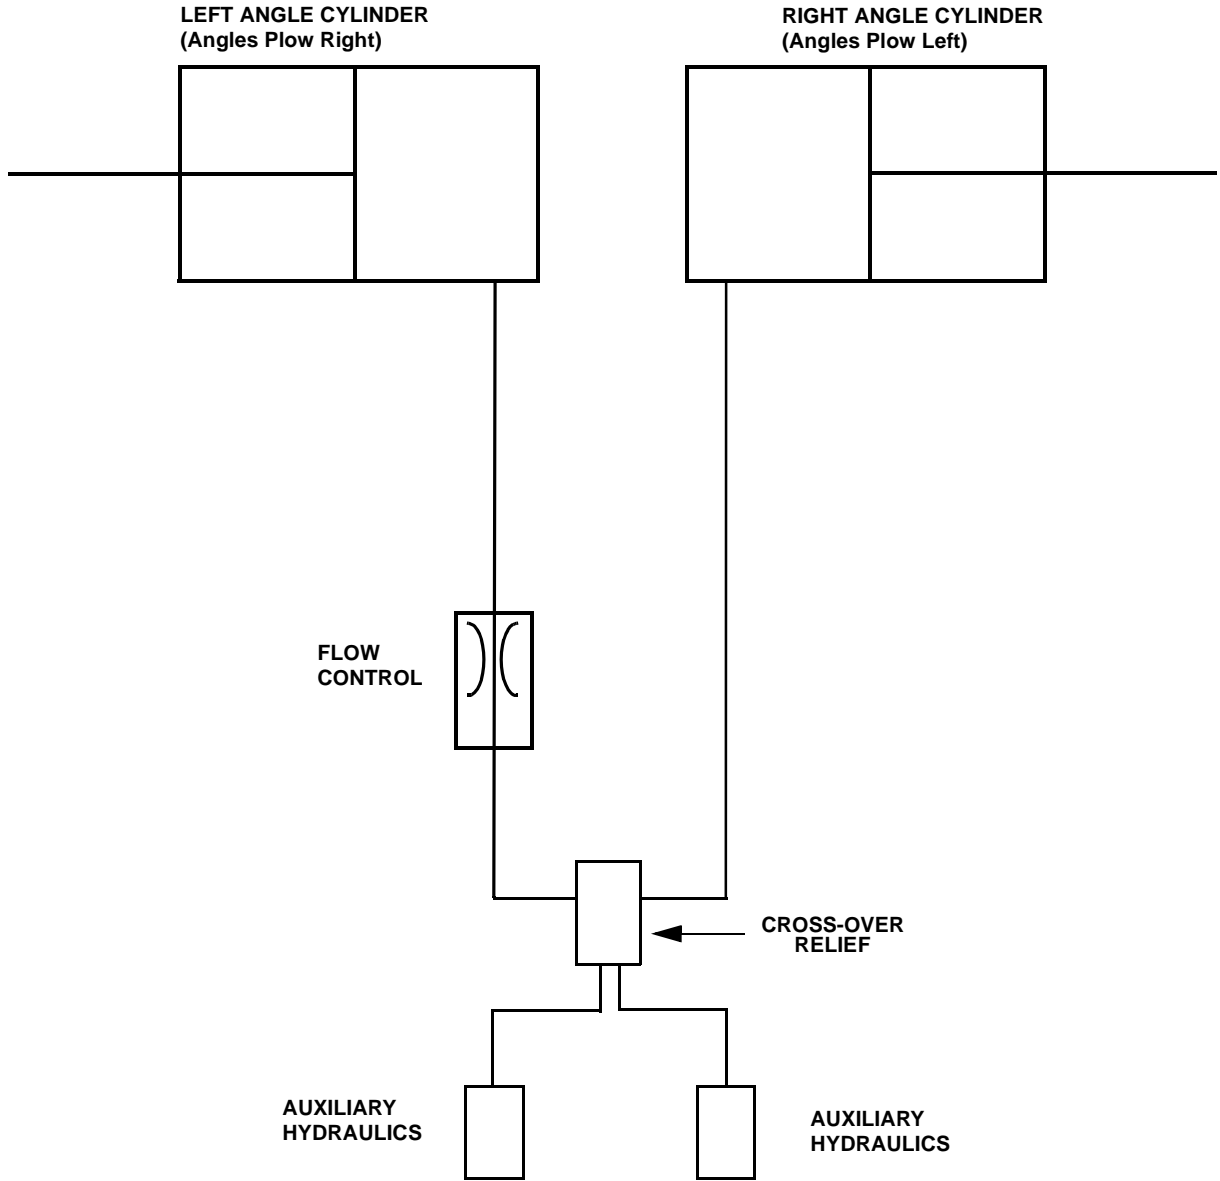 LEFT ANGLE CYLINDER
(Angles Plow Right)
RIGHT ANGLE CYLINDER
(Angles Plow Left)
FLOW
CONTROL
CROSS-OVER
RELIEF
AUXILIARY
HYDRAULICS
AUXILIARY
HYDRAULICS